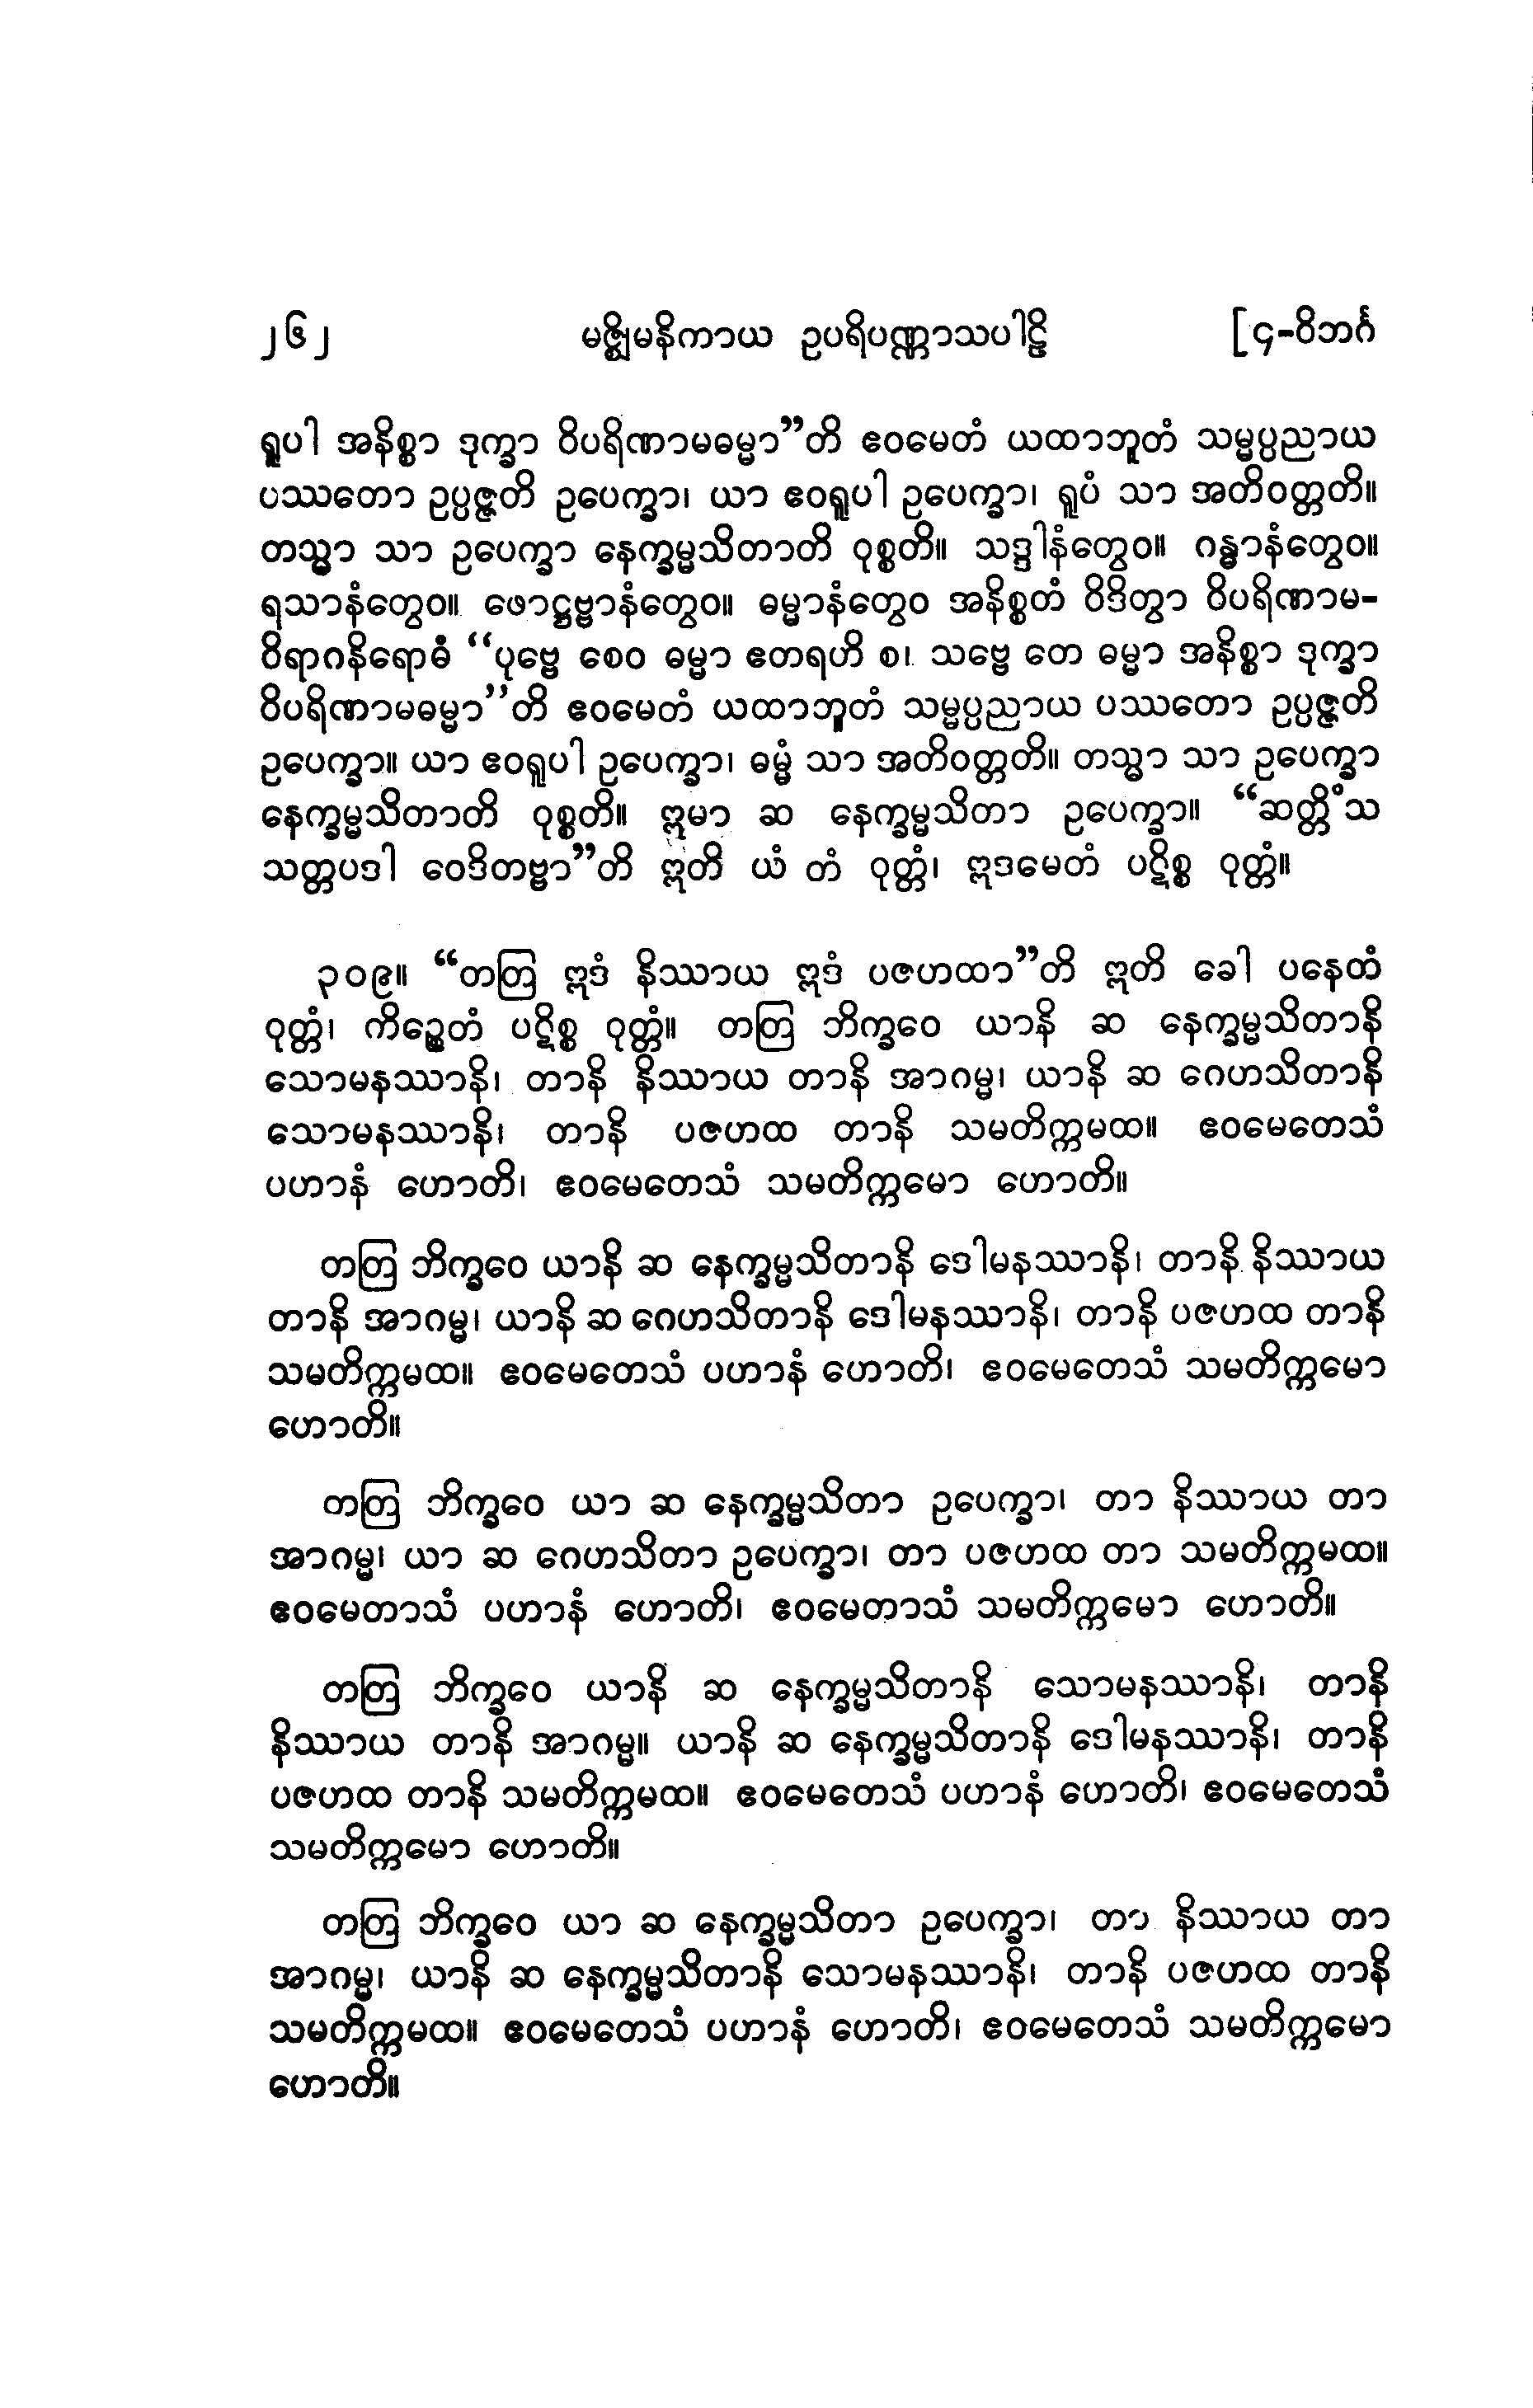 ၂၆၂ မဇ္ဈိမနိကာယ ဥပရိပဏ္ဏာသပါဠိ [၄-ဝိဘင်္ဂ
ရူပါ အနိစ္စာ ဒုက္ခာ ဝိပရိဏာမဓမ္မာ”တိ ဧဝမေတံ ယထာဘူတံ သမ္မပ္ပညာယ
ပဿတော ဥပ္ပဇ္ဇတိ ဥပေက္ခာ၊ ယာ ဧဝရူပါ ဥပေက္ခာ၊ ရူပံ သာ အတိဝတ္တတိ။
တသ္မာ သာ ဥပေက္ခာ နေက္ခမ္မသိတာတိ ဝုစ္စတိ။ သဒ္ဒါနံတွေဝ။ ဂန္ဓာနံတွေဝ။
ရသာနံတွေဝ။ ဖောဋ္ဌဗ္ဗာနံတွေဝ။ ဓမ္မာနံတွေဝ အနိစ္စတံ ဝိဒိတွာ ဝိပရိဏာမ-
ဝိရာဂနိရောဓံ “ပုဗ္ဗေ စေဝ ဓမ္မာ ဧတရဟိ စ၊ သဗ္ဗေ တေ ဓမ္မာ အနိစ္စာ ဒုက္ခာ
ဝိပရိဏာမဓမ္မာ”တိ ဧဝမေတံ ယထာဘူတံ သမ္မပ္ပညာယ ပဿတော ဥပ္ပဇ္ဇတိ
ဥပေက္ခာ။ ယာ ဧဝရူပါ ဥပေက္ခာ၊ ဓမ္မံ သာ အတိဝတ္တတိ။ တသ္မာ သာ ဥပေက္ခာ
နေက္ခမ္မသိတာတိ ဝုစ္စတိ။ ဣမာ ဆ နေက္ခမ္မသိတာ ဥပေက္ခာ။ “ဆတ္တိံသ
သတ္တပဒါ ဝေဒိတဗ္ဗာ”တိ ဣတိ ယံ တံ ဝုတ္တံ၊ ဣဒမေတံ ပဋိစ္စ ဝုတ္တံ။
၃၀၉။ “တတြ ဣဒံ နိဿာယ ဣဒံ ပဇဟထာ”တိ ဣတိ ခေါ ပနေတံ
ဝုတ္တံ၊ ကိဉ္စေတံ ပဋိစ္စ ဝုတ္တံ။ တတြ ဘိက္ခဝေ ယာနိ ဆ နေက္ခမ္မသိတာနိ
သောမနဿာနိ၊ တာနိ နိဿာယ တာနိ အာဂမ္မ၊ ယာနိ ဆ ဂေဟသိတာနိ
သောမနဿာနိ၊ တာနိ ပဇဟထ တာနိ သမတိက္ကမထ။ ဧဝမေတေသံ
ပဟာနံ ဟောတိ၊ ဧဝမေတေသံ သမတိက္ကမော ဟောတိ။
တတြ ဘိက္ခဝေ ယာနိ ဆ နေက္ခမ္မသိတာနိ ဒေါမနဿာနိ၊ တာနိ နိဿာယ
တာနိ အာဂမ္မ၊ ယာနိ ဆ ဂေဟသိတာနိ ဒေါမနဿာနိ၊ တာနိ ပဇဟထ တာနိ
သမတိက္ကမထ။ ဧဝမေတေသံ ပဟာနံ ဟောတိ၊ ဧဝမေတေသံ သမတိက္ကမော
ဟောတိ။
တတြ ဘိက္ခဝေ ယာ ဆ နေက္ခမ္မသိတာ ဥပေက္ခာ၊ တာ နိဿာယ တာ
အာဂမ္မ၊ ယာ ဆ ဂေဟသိတာ ဥပေက္ခာ၊ တာ ပဇဟထ တာ သမတိက္ကမထ။
ဧဝမေတာသံ ပဟာနံ ဟောတိ၊ ဧဝမေတာသံ သမတိက္ကမော ဟောတိ။
တတြ ဘိက္ခဝေ ယာနိ ဆ နေက္ခမ္မသိတာနိ သောမနဿာနိ၊ တာနိ
နိဿာယ တာနိ အာဂမ္မ။ ယာနိ ဆ နေက္ခမ္မသိတာနိ ဒေါမနဿာနိ၊ တာနိ
ပဇဟထ တာနိ သမတိက္ကမထ။ ဧဝမေတေသံ ပဟာနံ ဟောတိ၊ ဧဝမေတေသံ
သမတိက္ကမော ဟောတိ။
တတြ ဘိက္ခဝေ ယာ ဆ နေက္ခမ္မသိတာ ဥပေက္ခာ၊ တာ နိဿာယ တာ
အာဂမ္မ၊ ယာနိ ဆ နေက္ခမ္မသိတာနိ သောမနဿာနိ၊ တာနိ ပဇဟထ တာနိ
သမတိက္ကမထ။ ဧဝမေတေသံ ပဟာနံ ဟောတိ၊ ဧဝမေတေသံ သမတိက္ကမော
ဟောတိ။